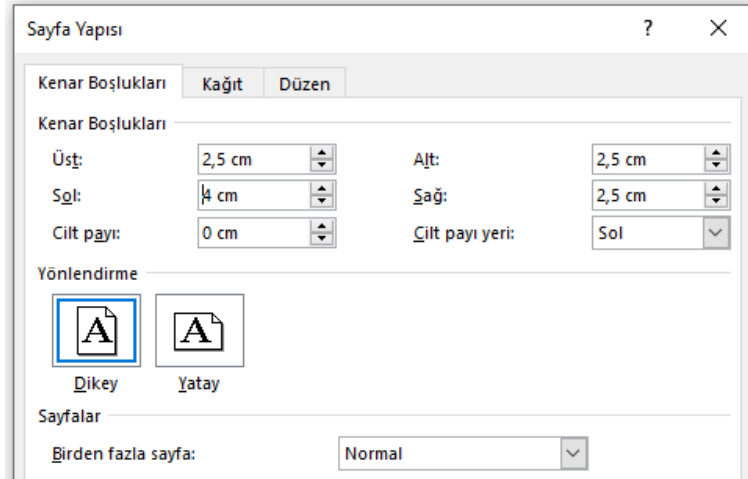 Sayfa Yapısı ? ×
Kenar Boşlukları Kağıt Düzen
Kenar Boşlukları
Üst: 2,5 cm Alt: 2,5 cm
Sol: 4 cm Sağ: 2,5 cm
Cilt payı: 0 cm Cilt payı yeri: Sol
Yönlendirme
A A
Dikey Yatay
Sayfalar
Birden fazla sayfa: Normal